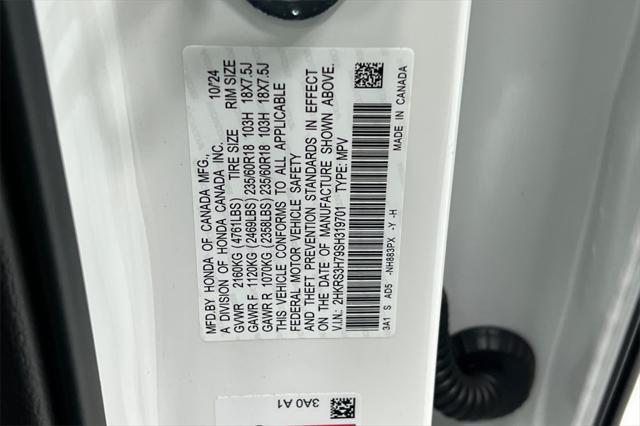 MFD.BY HONDA OF CANADA MFG., 10/24
A DIVISION OF HONDA CANADA INC.
GVWR 2160KG (4761LBS) TIRE SIZE RIM SIZE
GAWR F 1120KG (2469LBS) 235/60R18 103H 18X7.5J
GAWR R 1070KG (2358LBS) 235/60R18 103H 18X7.5J
THIS VEHICLE CONFORMS TO ALL APPLICABLE
FEDERAL MOTOR VEHICLE SAFETY
AND THEFT PREVENTION STANDARDS IN EFFECT
ON THE DATE OF MANUFACTURE SHOWN ABOVE.
V.I.N.: 2HKRS3H79SH319701 TYPE: MPV
3A1 S AD5 -NH883PX -Y -H MADE IN CANADA
3A0 A1